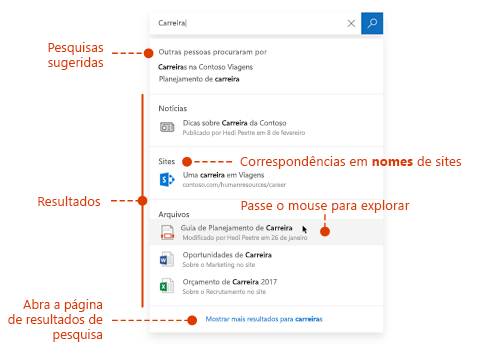 Carreira
Pesquisas
sugeridas
Outras pessoas procuraram por
Carreiras na Contoso Viagens
Planejamento de carreira
Notícias
Dicas sobre Carreira da Contoso
Publicado por Hedi Peetre em 8 de fevereiro
Sites
Correspondências em nomes de sites
Uma carreira em Viagens
contoso.com/humanresources/career
Resultados
Passe o mouse para explorar
Arquivos
Guia de Planejamento de Carreira
Modificado por Hedi Peetre em 26 de janeiro
Oportunidades de Carreira
Sobre o Marketing no site
Orçamento de Carreira 2017
Sobre o Recrutamento no site
Abra a página
de resultados de
pesquisa
Mostrar mais resultados para carreiras